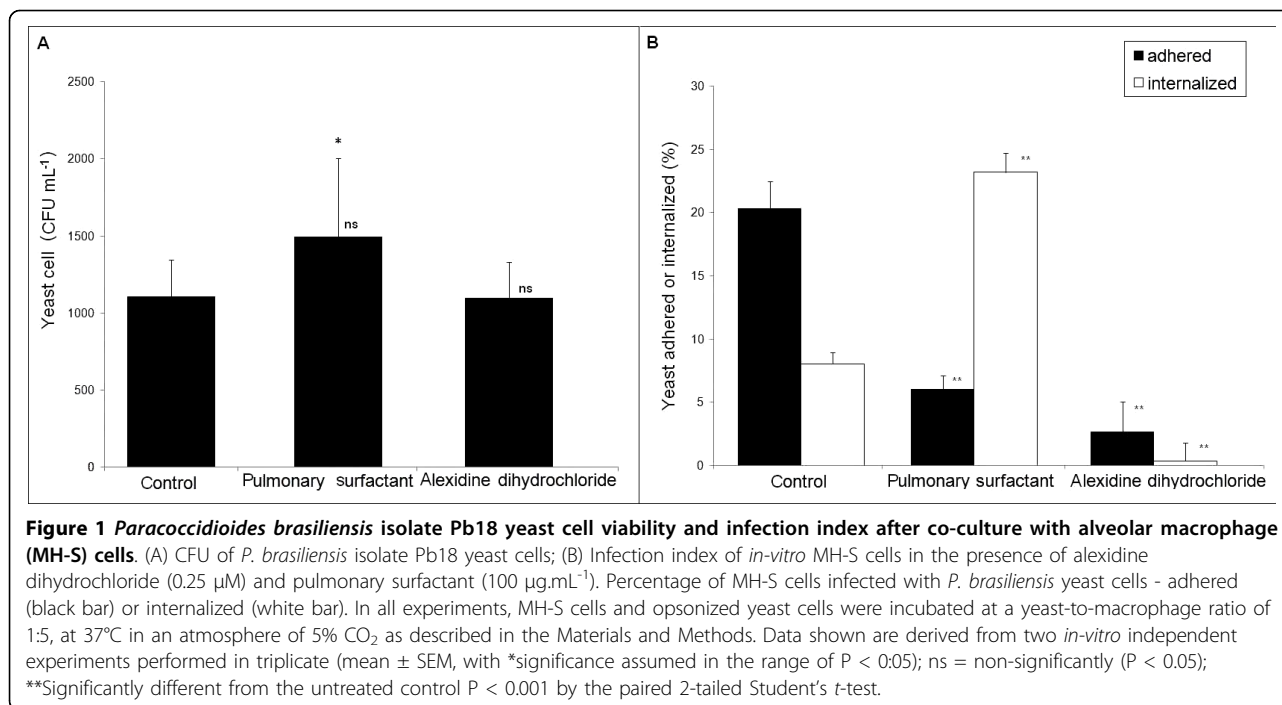 A
Yeast cell (CFU mL-1)
2500
2000
1500
1000
500
0
*
ns
ns
Control
Pulmonary surfactant
Alexidine dihydrochloride
B
adhered
internalized
Yeast adhered or internalized (%)
30
25
20
15
10
5
0
**
**
**
**
Control
Pulmonary surfactant
Alexidine dihydrochloride
Figure 1 Paracoccidioides brasiliensis isolate Pb18 yeast cell viability and infection index after co-culture with alveolar macrophage
(MH-S) cells. (A) CFU of P. brasiliensis isolate Pb18 yeast cells; (B) Infection index of in-vitro MH-S cells in the presence of alexidine
dihydrochloride (0.25 μM) and pulmonary surfactant (100 μg.mL-1). Percentage of MH-S cells infected with P. brasiliensis yeast cells - adhered
(black bar) or internalized (white bar). In all experiments, MH-S cells and opsonized yeast cells were incubated at a yeast-to-macrophage ratio of
1:5, at 37°C in an atmosphere of 5% CO2 as described in the Materials and Methods. Data shown are derived from two in-vitro independent
experiments performed in triplicate (mean ± SEM, with *significance assumed in the range of P < 0:05); ns = non-significantly (P < 0.05);
**Significantly different from the untreated control P < 0.001 by the paired 2-tailed Student's t-test.